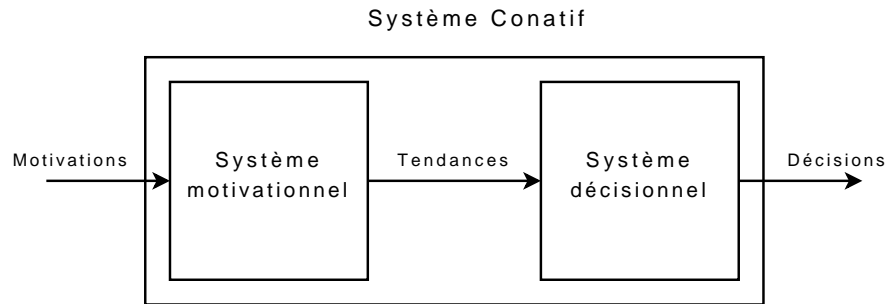 Système Conatif
Motivations
Système
motivationnel
Tendances
Système
décisionnel
Décisions